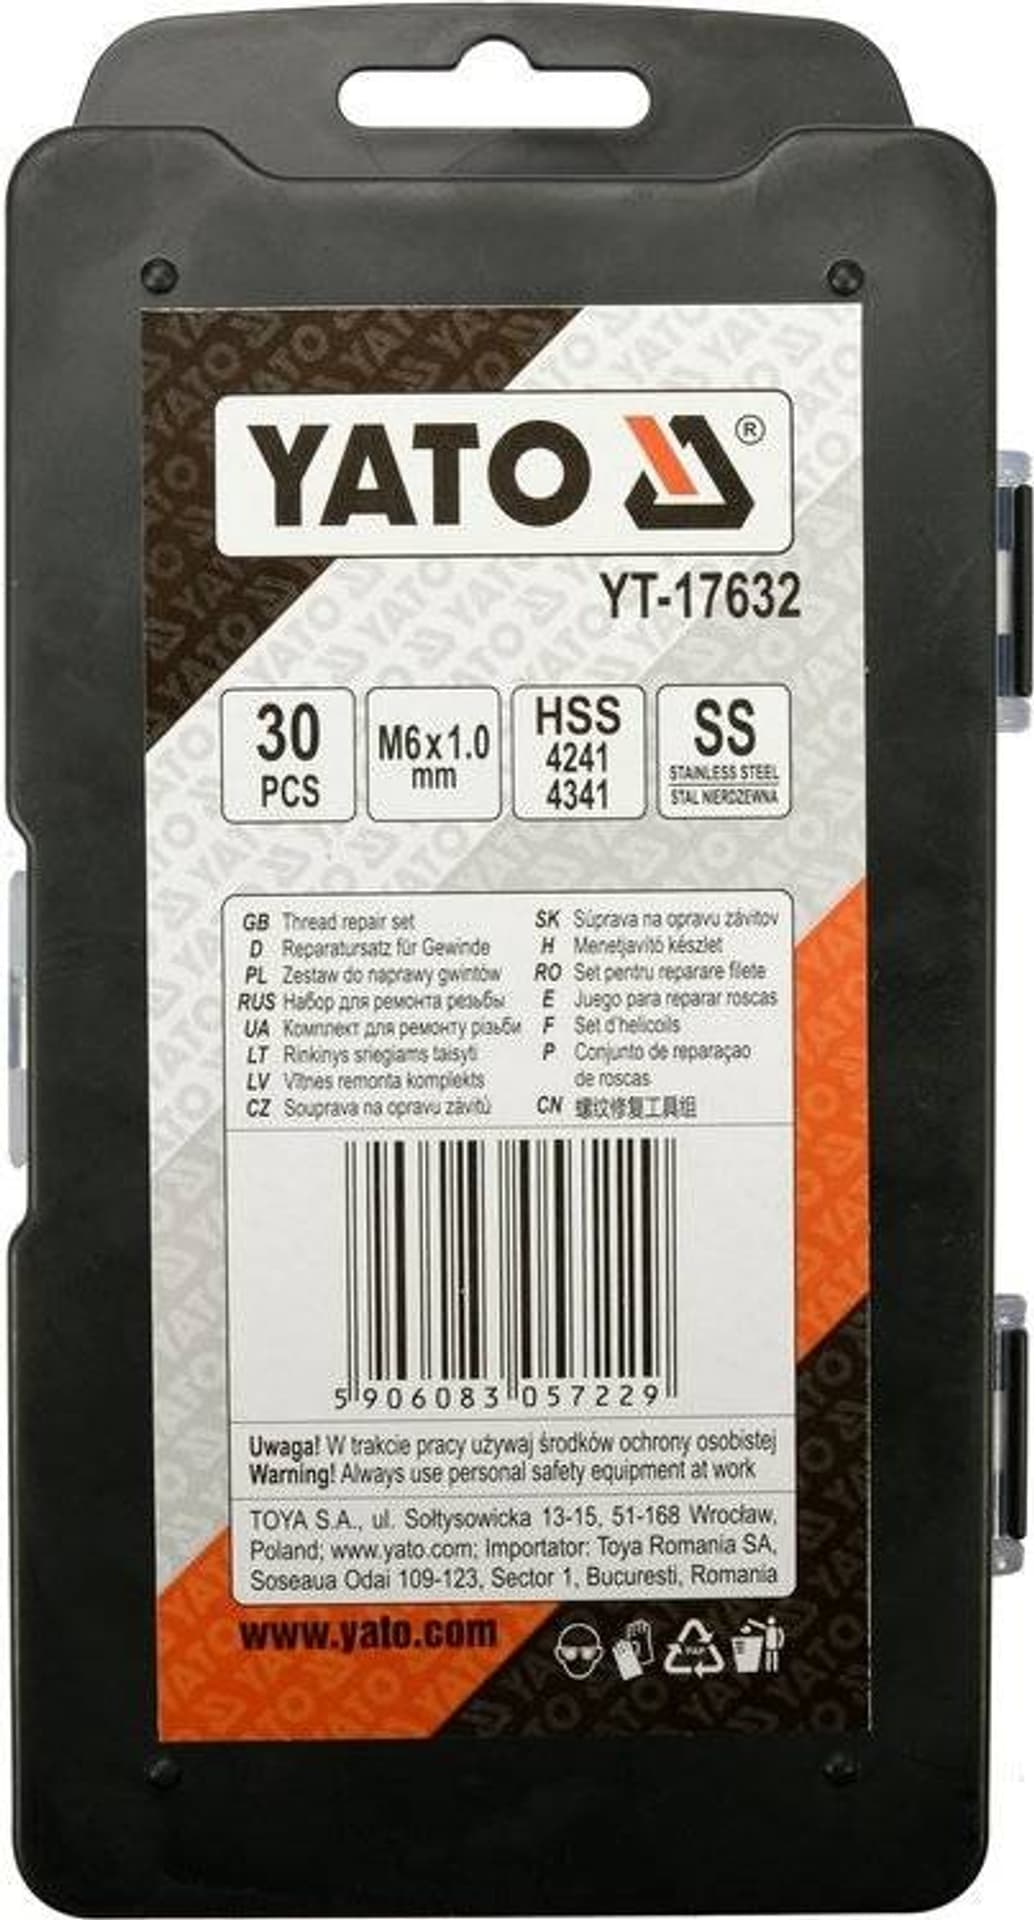 YATO ®
YT-17632
30
PCS
M6x1.0
mm
HSS
4241
4341
SS
STAINLESS STEEL
STAL NIERDZEWNA
GB Thread repair set
D Reparatursatz für Gewinde
PL Zestaw do naprawy gwintów
RUS Набор для ремонта резьбы
UA Комплект для ремонту різьби
LT Rinkinys sriegiams taisyti
LV Vītnes remonta komplekts
CZ Souprava na opravu závitů
SK Súprava na opravu závitov
H Menetjavító készlet
RO Set pentru reparare filete
E Juego para reparar roscas
F Set d'helicoils
P Conjunto de reparaçao
de roscas
CN 螺纹修复工具组
5 906083 057229
Uwaga! W trakcie pracy używaj środków ochrony osobistej
Warning! Always use personal safety equipment at work
TOYA S.A., ul. Sołtysowicka 13-15, 51-168 Wrocław,
Poland; www.yato.com; Importator: Toya Romania SA,
Soseaua Odai 109-123, Sector 1, Bucuresti, Romania
www.yato.com